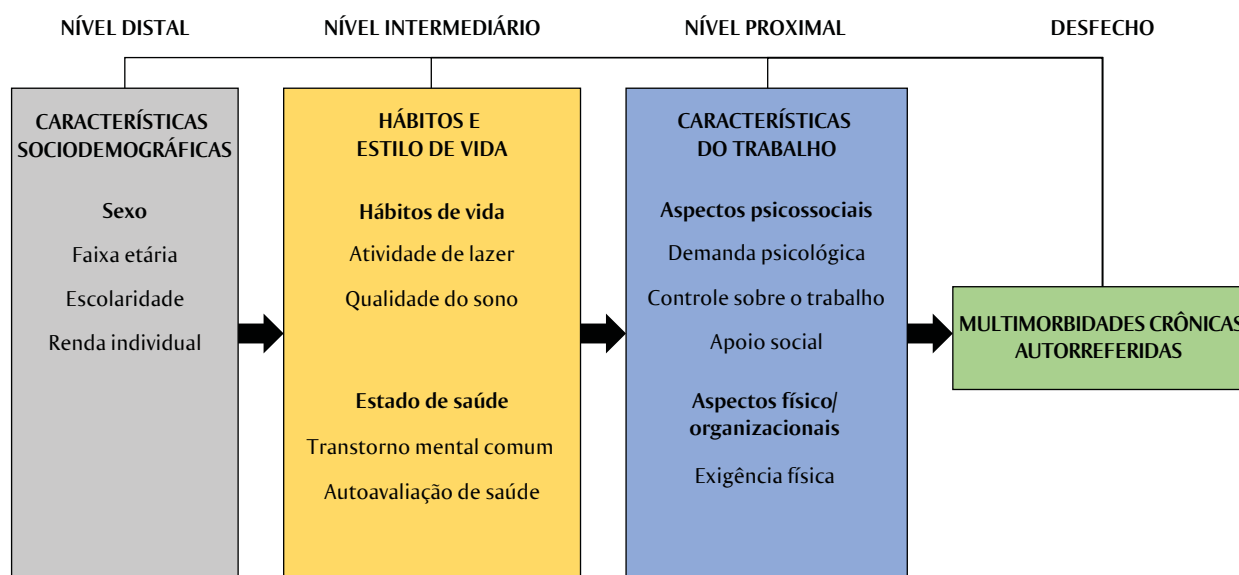 NÍVEL DISTAL
NÍVEL INTERMEDIÁRIO
NÍVEL PROXIMAL
DESFECHO
CARACTERÍSTICAS
SOCIODEMOGRÁFICAS
Sexo
Faixa etária
Escolaridade
Renda individual
HÁBITOS E
ESTILO DE VIDA
Hábitos de vida
Atividade de lazer
Qualidade do sono
Estado de saúde
Transtorno mental comum
Autoavaliação de saúde
CARACTERÍSTICAS
DO TRABALHO
Aspectos psicossociais
Demanda psicológica
Controle sobre o trabalho
Apoio social
Aspectos físico/
organizacionais
Exigência física
MULTIMORBIDADES CRÔNICAS
AUTORREFERIDAS